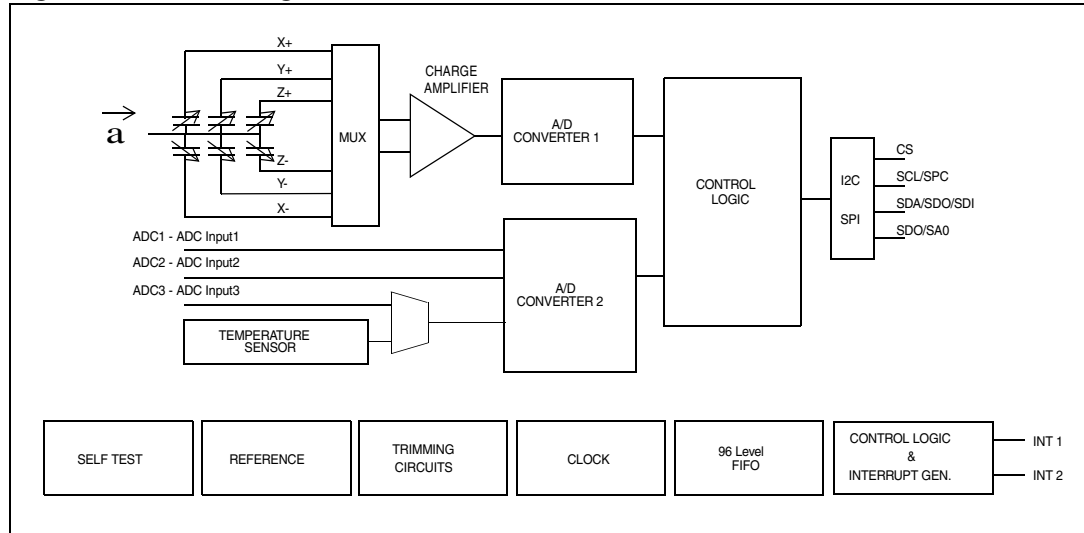 X+
Y+
Z+
CHARGE
AMPLIFIER
a
MUX
A/D
CONVERTER 1
Z-
Y-
X-
CONTROL
LOGIC
I2C
SPI
CS
SCL/SPC
SDA/SDO/SDI
SDO/SA0
ADC1 - ADC Input1
ADC2 - ADC Input2
ADC3 - ADC Input3
A/D
CONVERTER 2
TEMPERATURE
SENSOR
SELF TEST
REFERENCE
TRIMMING
CIRCUITS
CLOCK
96 Level
FIFO
CONTROL LOGIC
&
INTERRUPT GEN.
INT 1
INT 2